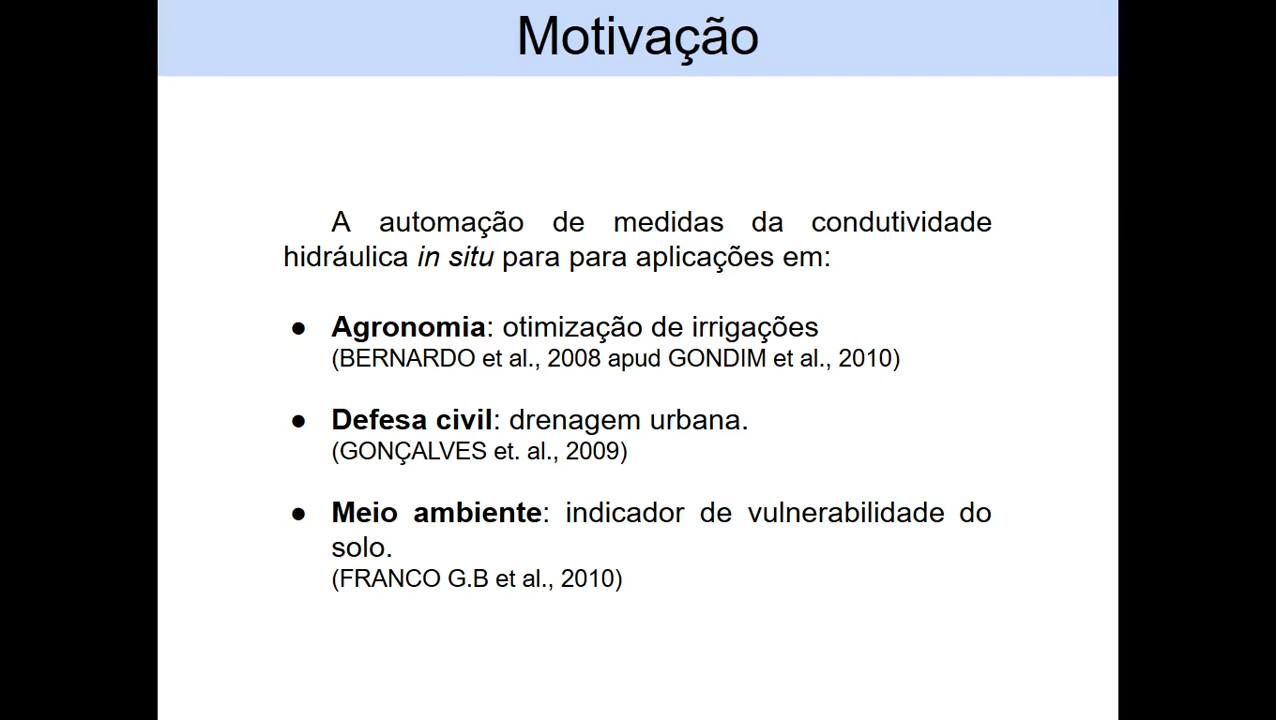 Motivação
A automação de medidas da condutividade
hidráulica in situ para para aplicações em:
● Agronomia: otimização de irrigações
(BERNARDO et al., 2008 apud GONDIM et al., 2010)
● Defesa civil: drenagem urbana.
(GONÇALVES et. al., 2009)
● Meio ambiente: indicador de vulnerabilidade do
solo.
(FRANCO G.B et al., 2010)